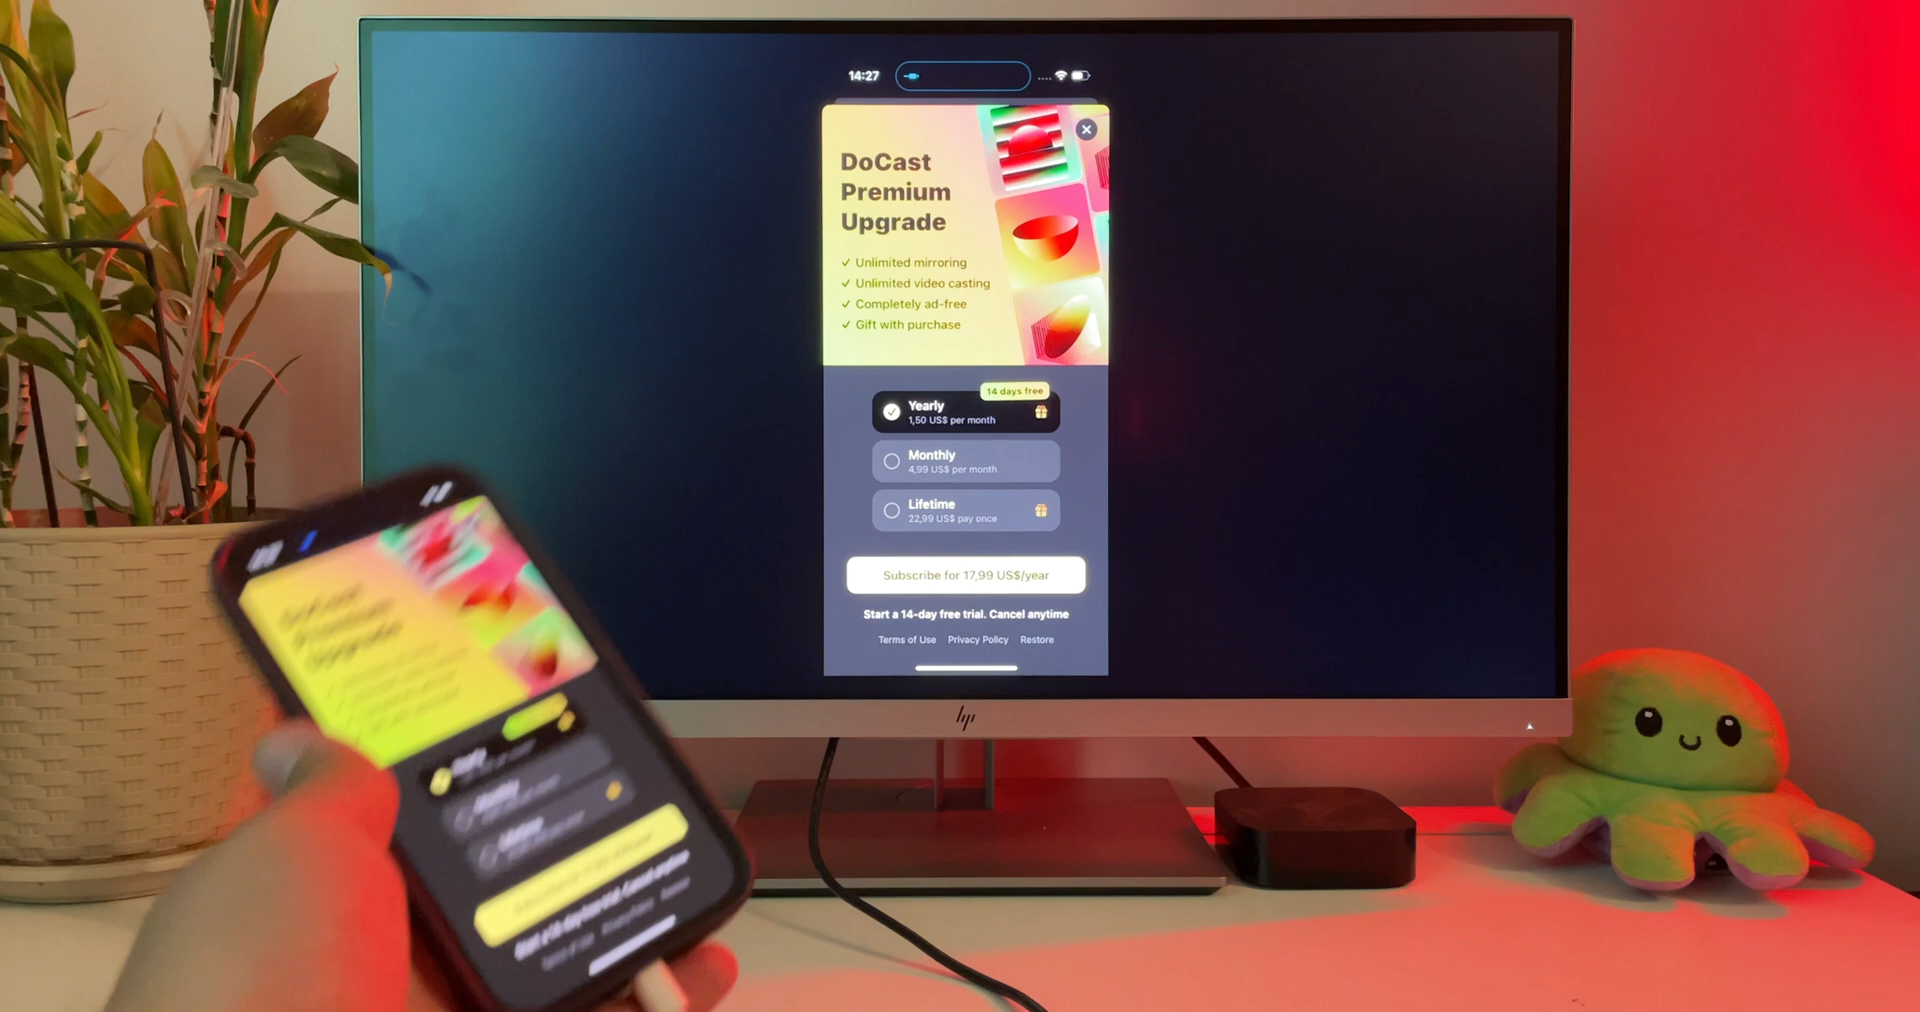 14:27
DoCast
Premium
Upgrade
✓ Unlimited mirroring
✓ Unlimited video casting
✓ Completely ad-free
✓ Gift with purchase
14 days free
Yearly
1,50 US$ per month
Monthly
4,99 US$ per month
Lifetime
22,99 US$ pay once
Subscribe for 17,99 US$/year
Start a 14-day free trial. Cancel anytime
Terms of Use Privacy Policy Restore
hp
Upgrade
Monthly
Lifetime